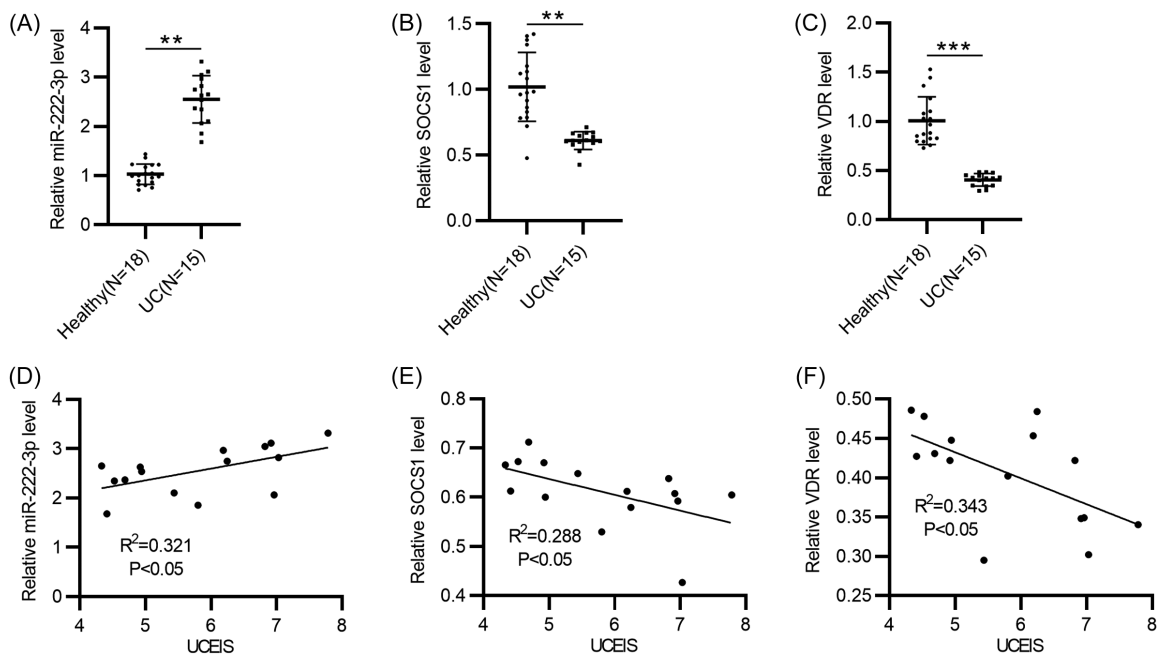 (A)
Relative miR-222-3p level
4
3
2
1
0
**
Healthy(N=18)
UC(N=15)
(B)
Relative SOCS1 level
1.5
1.0
0.5
0.0
**
Healthy(N=18)
UC(N=15)
(C)
Relative VDR level
2.0
1.5
1.0
0.5
0.0
***
Healthy(N=18)
UC(N=15)
(D)
Relative miR-222-3p level
4
3
2
1
0
R²=0.321
P<0.05
4 5 6 7 8
UCEIS
(E)
Relative SOCS1 level
0.8
0.7
0.6
0.5
0.4
R²=0.288
P<0.05
4 5 6 7 8
UCEIS
(F)
Relative VDR level
0.50
0.45
0.40
0.35
0.30
0.25
R²=0.343
P<0.05
4 5 6 7 8
UCEIS